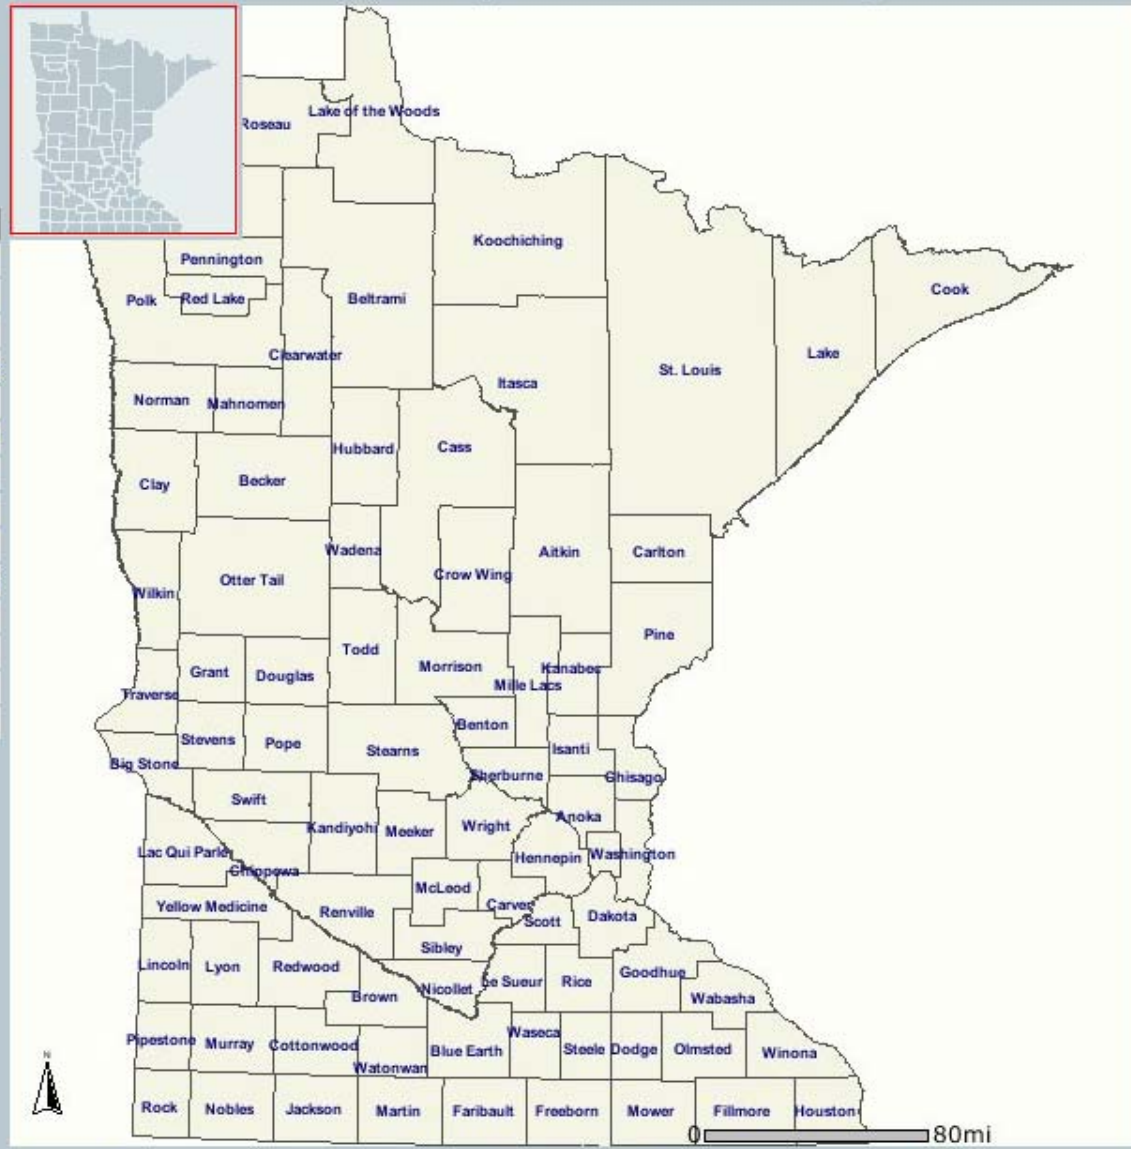 Lake of the Woods
Roseau
Koochiching
Pennington
Cook
Polk
Red Lake
Beltrami
Clearwater
Lake
St. Louis
Itasca
Norman
Mahnomen
Hubbard
Cass
Becker
Clay
Wadena
Aitkin
Carlton
Crow Wing
Otter Tail
Wilkin
Pine
Todd
Morrison
Kanabec
Grant
Douglas
Mille Lacs
Traverse
Benton
Stevens
Pope
Stearns
Isanti
Big Stone
Sherburne
Chisago
Swift
Anoka
Kandiyohi
Meeker
Wright
Lac Qui Parle
Hennepin
Washington
Chippewa
McLeod
Yellow Medicine
Renville
Carver
Scott
Dakota
Sibley
Lincoln
Lyon
Redwood
Goodhue
Le Sueur
Rice
Nicollet
Brown
Wabasha
Waseca
Pipestone
Murray
Cottonwood
Blue Earth
Steele
Dodge
Olmsted
Winona
Watonwan
N
Rock
Nobles
Jackson
Martin
Faribault
Freeborn
Mower
Fillmore
Houston
0 80mi